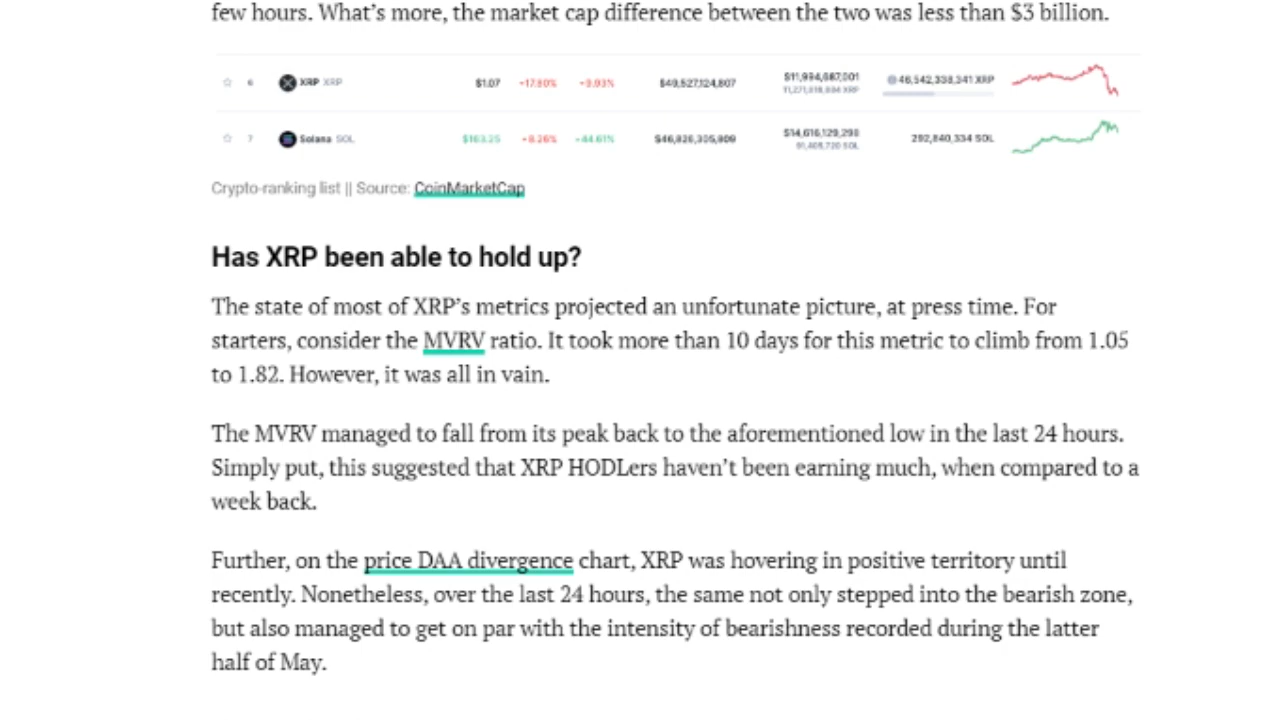 few hours. What’s more, the market cap difference between the two was less than $3 billion.
6 XRP XRP $1.07 -17.80% -9.93% $49,527,124,807 $11,994,687,001 46,542,338,341 XRP
7 Solana SOL $163.25 -8.26% -44.61% $46,826,305,809 $14,616,129,298 292,840,334 SOL
Crypto-ranking list || Source: CoinMarketCap
Has XRP been able to hold up?
The state of most of XRP’s metrics projected an unfortunate picture, at press time. For
starters, consider the MVRV ratio. It took more than 10 days for this metric to climb from 1.05
to 1.82. However, it was all in vain.
The MVRV managed to fall from its peak back to the aforementioned low in the last 24 hours.
Simply put, this suggested that XRP HODLers haven’t been earning much, when compared to a
week back.
Further, on the price DAA divergence chart, XRP was hovering in positive territory until
recently. Nonetheless, over the last 24 hours, the same not only stepped into the bearish zone,
but also managed to get on par with the intensity of bearishness recorded during the latter
half of May.